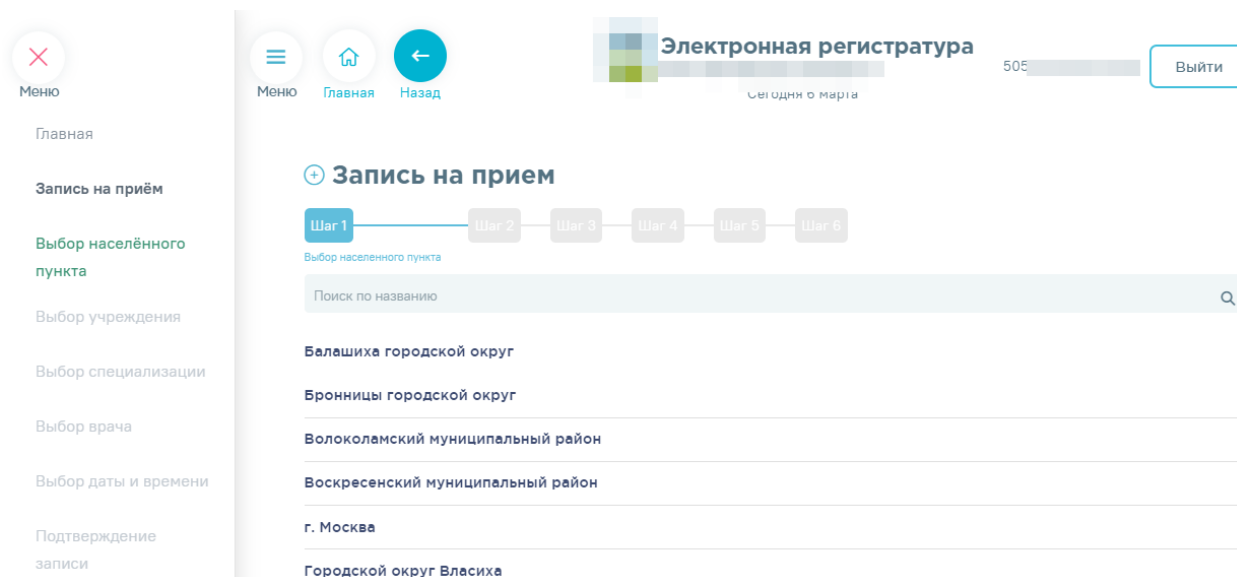 Меню
Главная
Запись на приём
Выбор населённого
пункта
Выбор учреждения
Выбор специализации
Выбор врача
Выбор даты и времени
Подтверждение
записи
Меню
Главная
Назад
Электронная регистратура
Сегодня 6 марта
505
Выйти
Запись на прием
Шаг 1 Шаг 2 Шаг 3 Шаг 4 Шаг 5 Шаг 6
Выбор населенного пункта
Поиск по названию
Балашиха городской округ
Бронницы городской округ
Волоколамский муниципальный район
Воскресенский муниципальный район
г. Москва
Городской округ Власиха